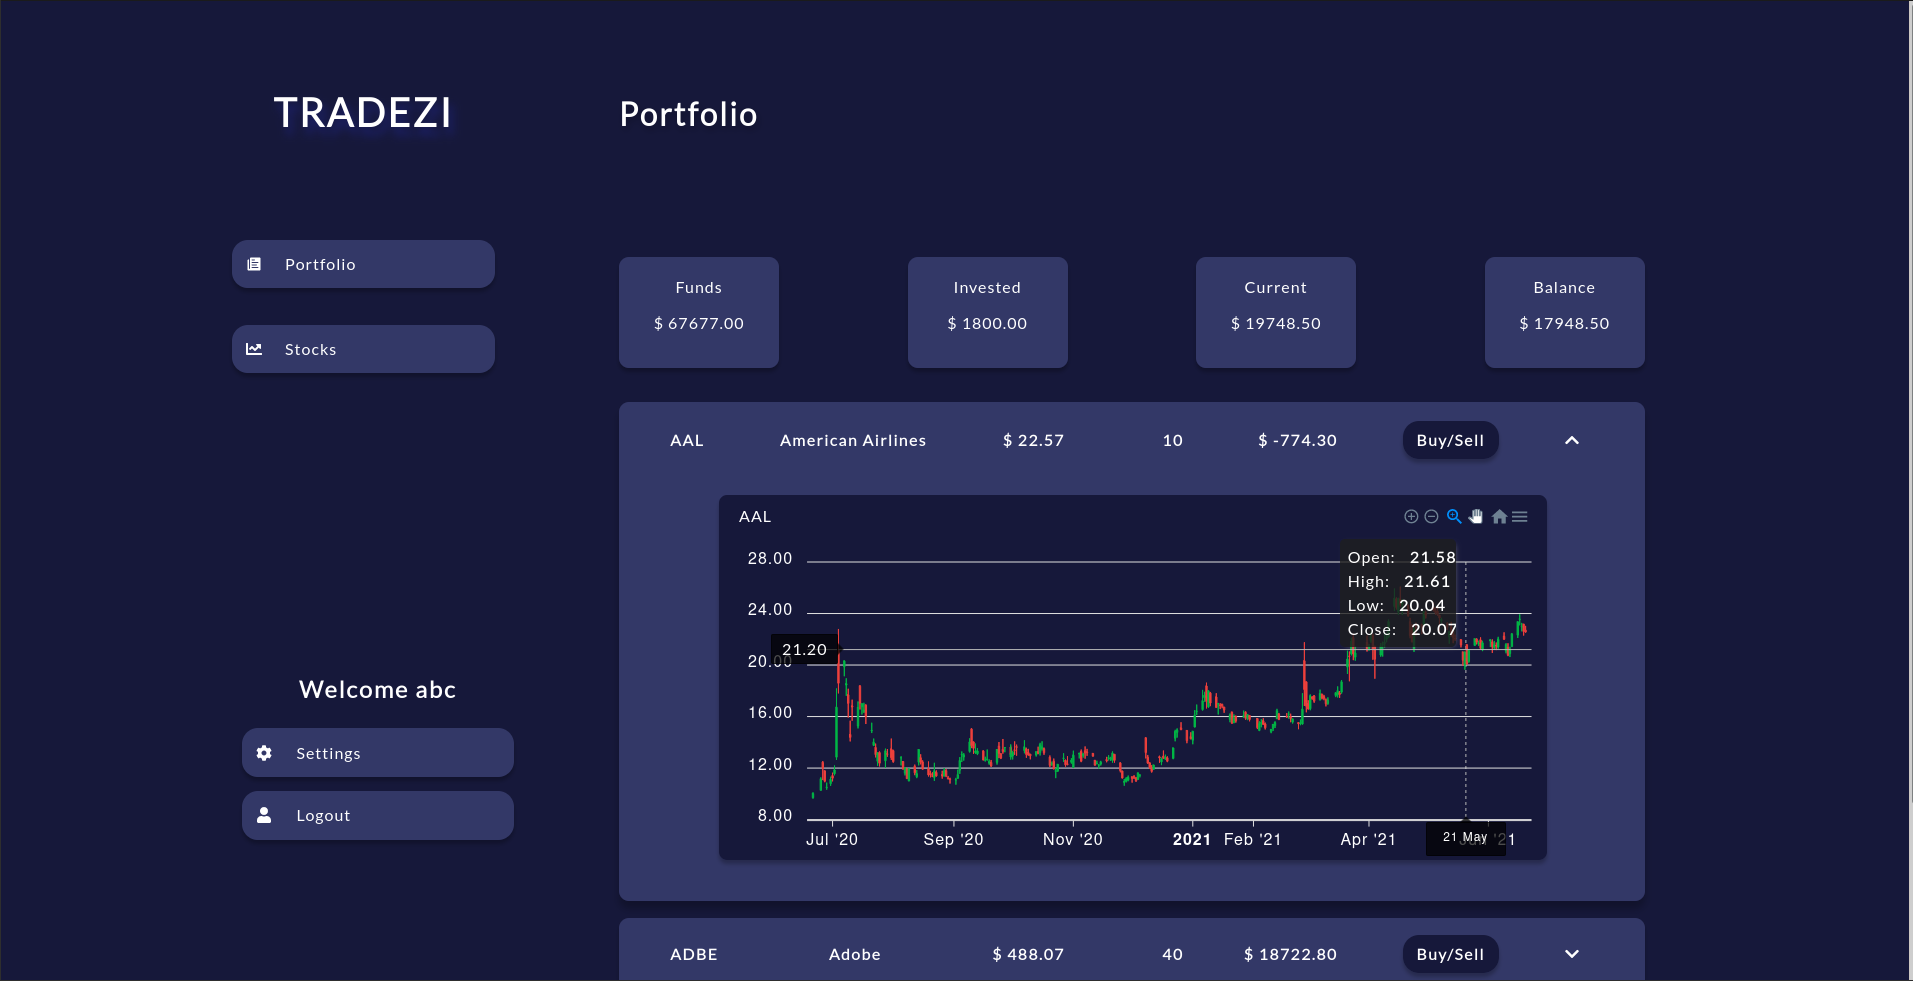 TRADEZI
Portfolio
Portfolio
Stocks
Welcome abc
Settings
Logout
Funds
$ 67677.00
Invested
$ 1800.00
Current
$ 19748.50
Balance
$ 17948.50
AAL American Airlines $ 22.57 10 $ -774.30 Buy/Sell
AAL
Open: 21.58
High: 21.61
Low: 20.04
Close: 20.07
28.00
24.00
21.20
20.00
16.00
12.00
8.00
Jul '20 Sep '20 Nov '20 2021 Feb '21 Apr '21 Jun '21
21 May
ADBE Adobe $ 488.07 40 $ 18722.80 Buy/Sell